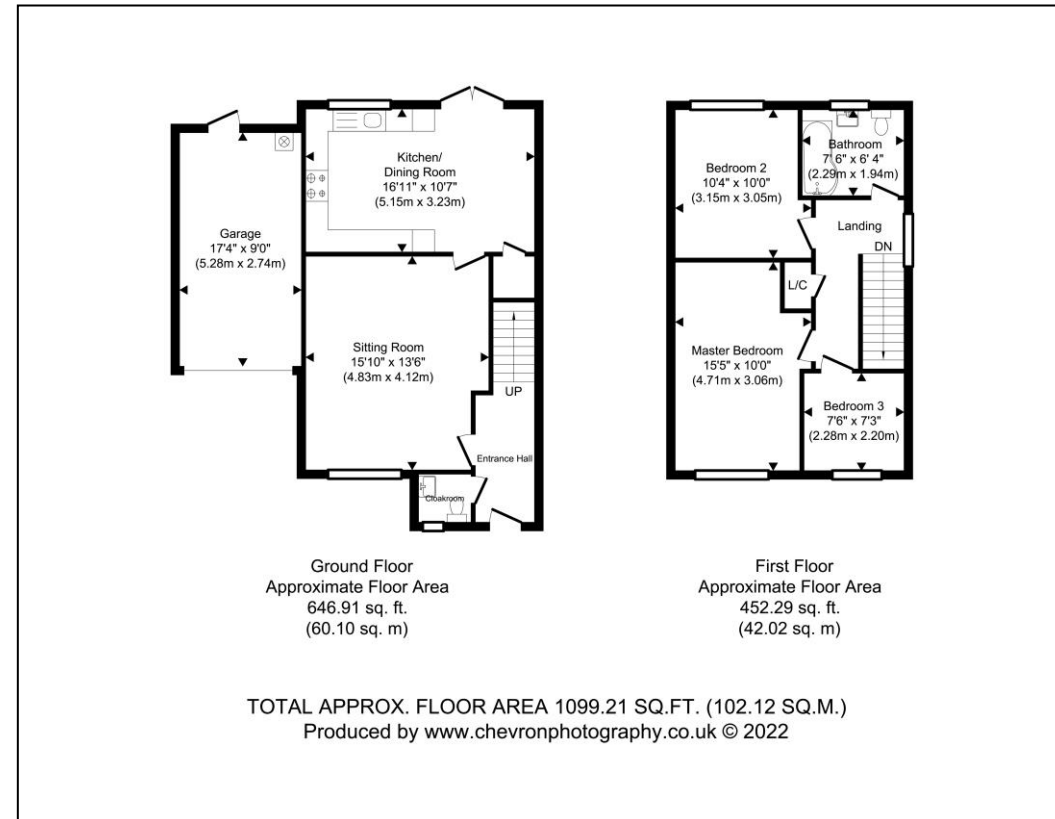 Kitchen/
Dining Room
16'11" x 10'7"
(5.15m x 3.23m)
Garage
17'4" x 9'0"
(5.28m x 2.74m)
Sitting Room
15'10" x 13'6"
(4.83m x 4.12m)
UP
Entrance Hall
Cloakroom
Ground Floor
Approximate Floor Area
646.91 sq. ft.
(60.10 sq. m)
Bathroom
7' 6" x 6' 4"
(2.29m x 1.94m)
Bedroom 2
10'4" x 10'0"
(3.15m x 3.05m)
Landing
DN
L/C
Master Bedroom
15'5" x 10'0"
(4.71m x 3.06m)
Bedroom 3
7'6" x 7'3"
(2.28m x 2.20m)
First Floor
Approximate Floor Area
452.29 sq. ft.
(42.02 sq. m)
TOTAL APPROX. FLOOR AREA 1099.21 SQ.FT. (102.12 SQ.M.)
Produced by www.chevronphotography.co.uk © 2022